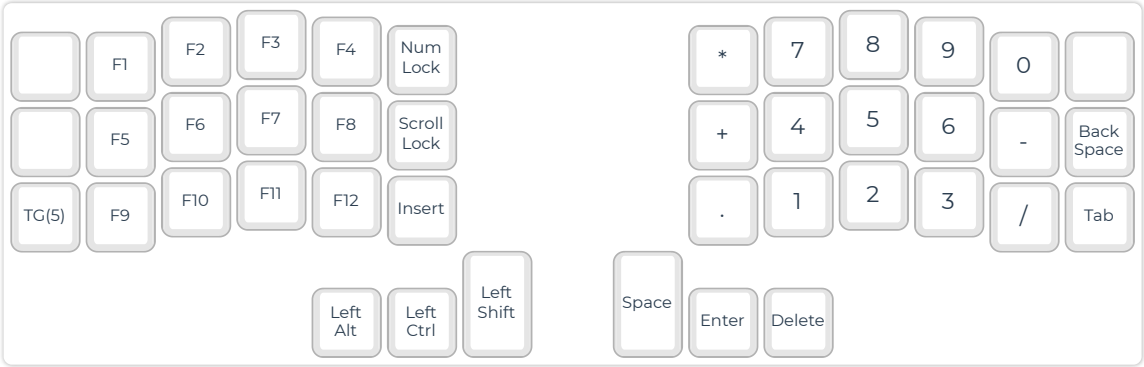 F1 F2 F3 F4 Num Lock * 7 8 9 0
F5 F6 F7 F8 Scroll Lock + 4 5 6 - Back Space
TG(5) F9 F10 F11 F12 Insert . 1 2 3 / Tab
Left Alt Left Ctrl Left Shift Space Enter Delete